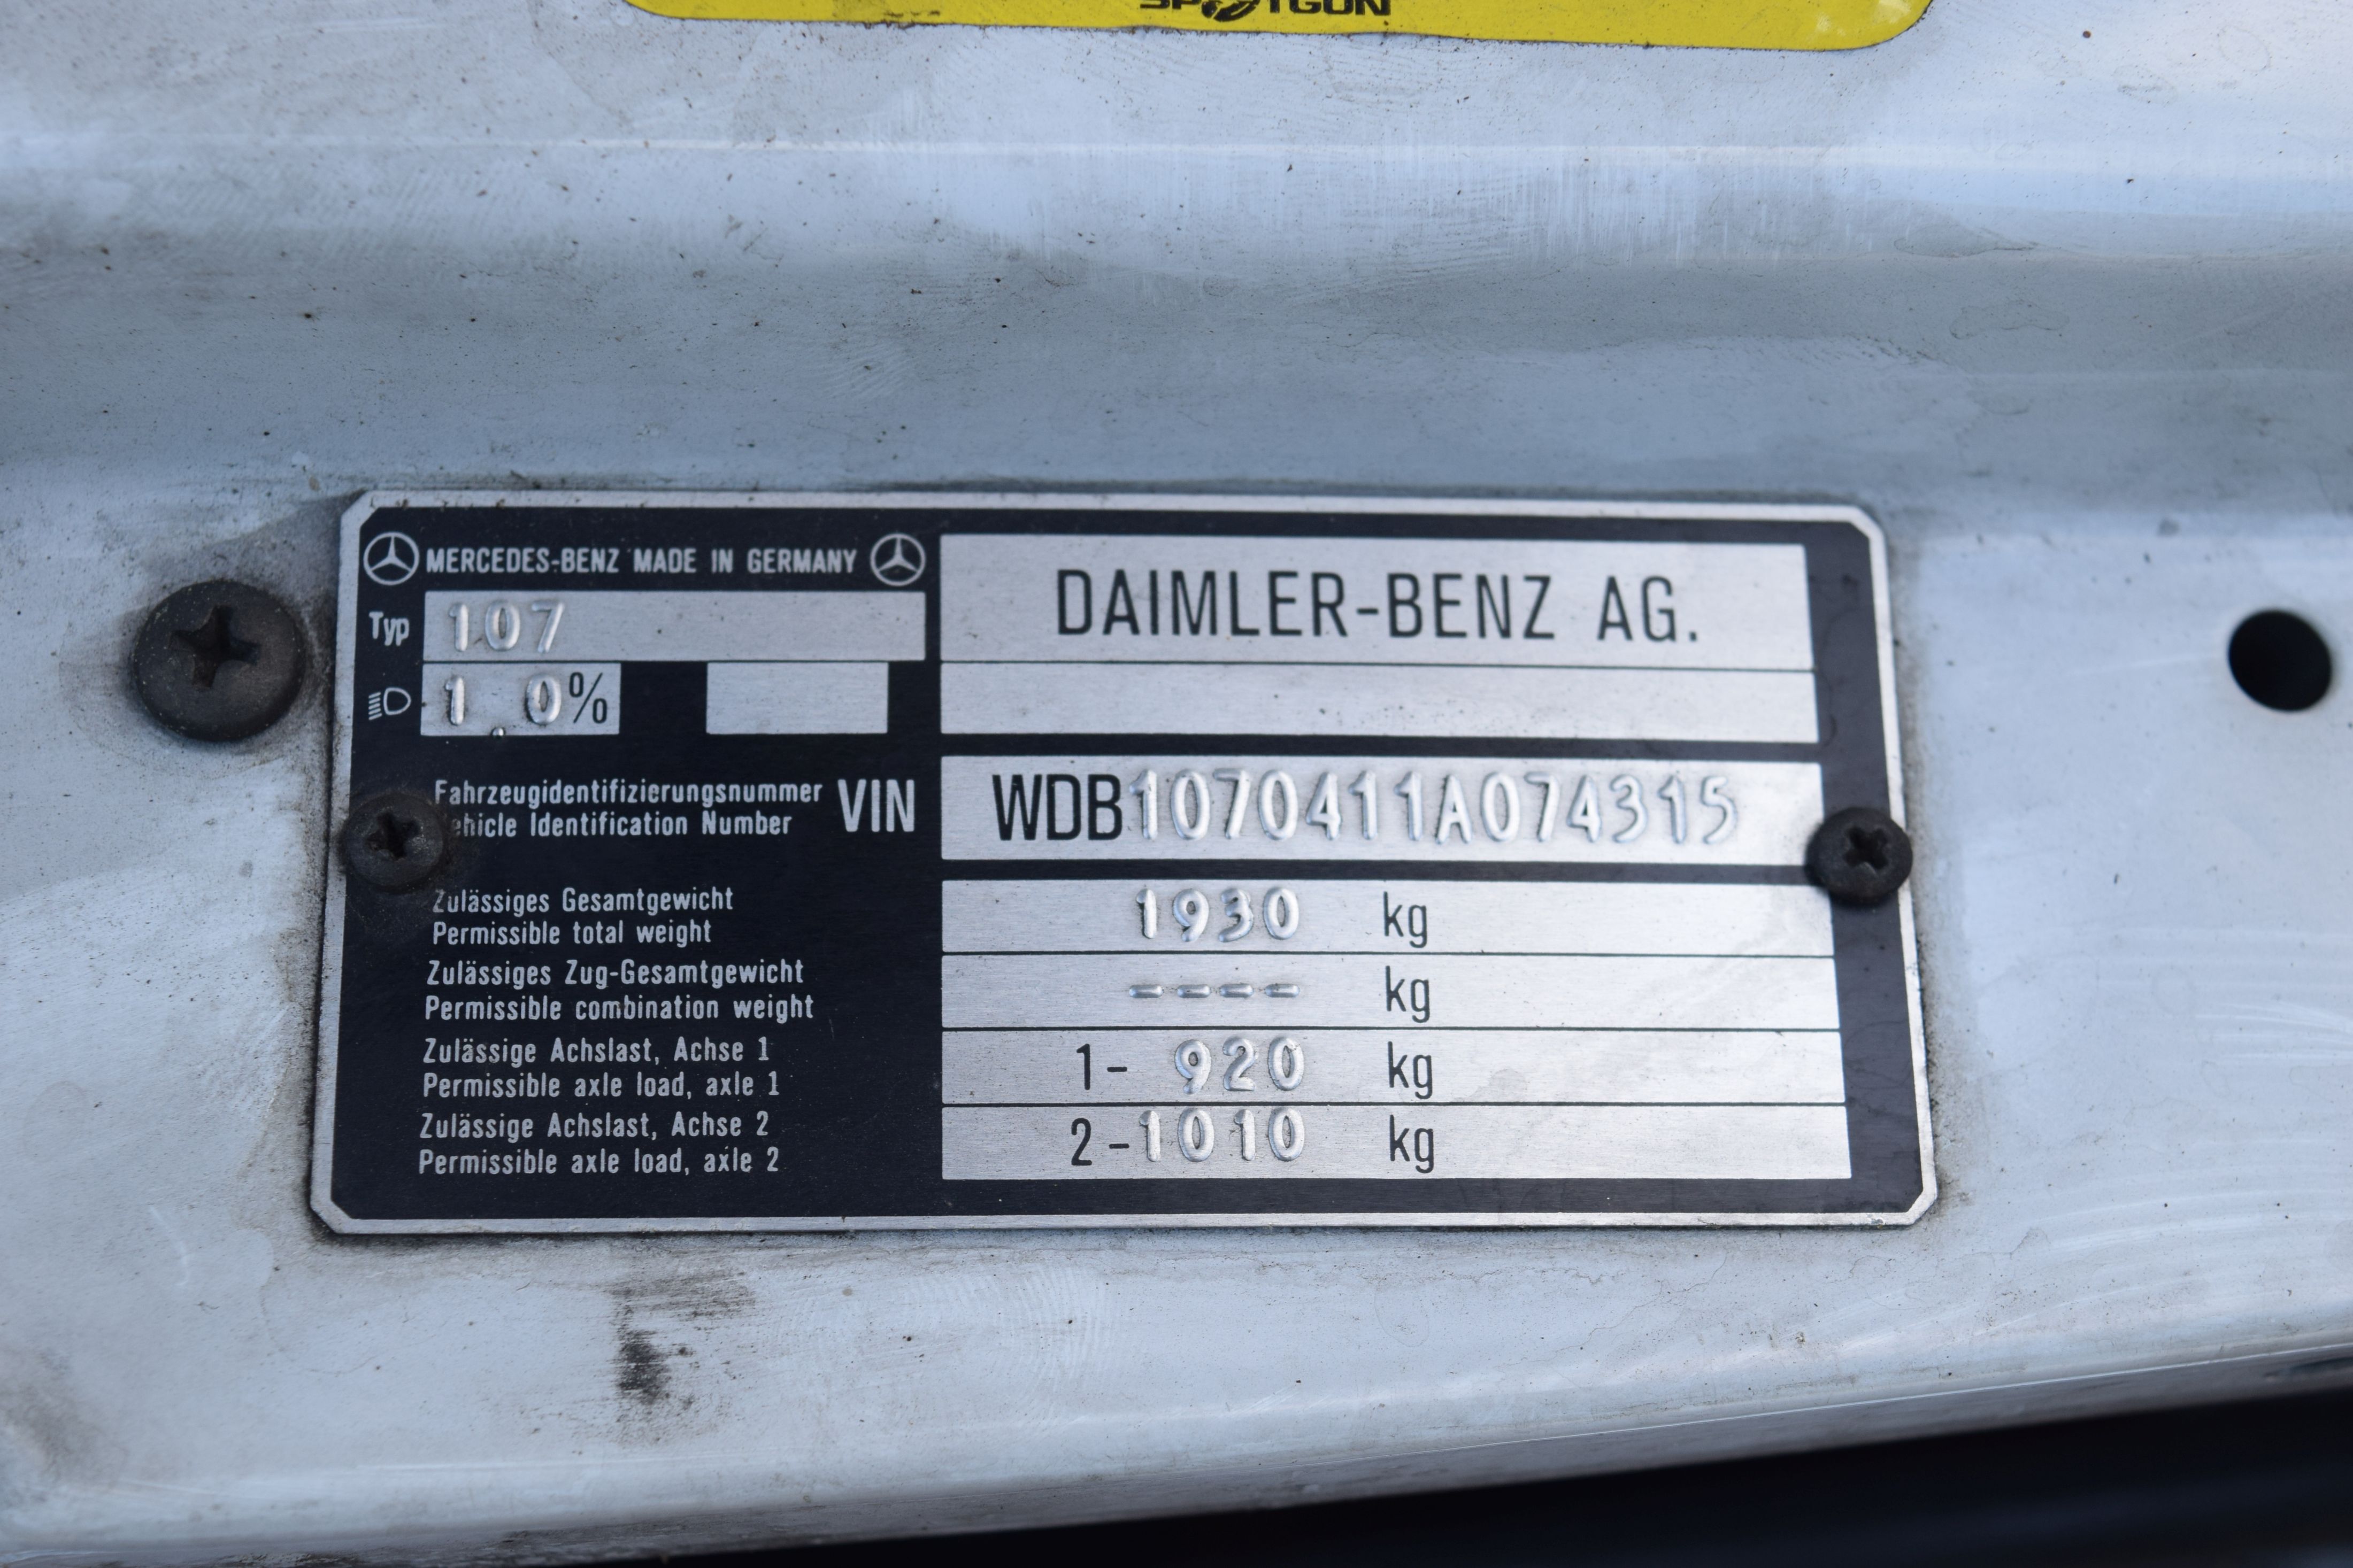 SPOTGUN
MERCEDES-BENZ MADE IN GERMANY
Typ 107
1.0%
DAIMLER-BENZ AG.
Fahrzeugidentifizierungsnummer
Vehicle Identification Number
VIN WDB1070411A074315
Zulässiges Gesamtgewicht
Permissible total weight
1930 kg
Zulässiges Zug-Gesamtgewicht
Permissible combination weight
---- kg
Zulässige Achslast, Achse 1
Permissible axle load, axle 1
1- 920 kg
Zulässige Achslast, Achse 2
Permissible axle load, axle 2
2-1010 kg